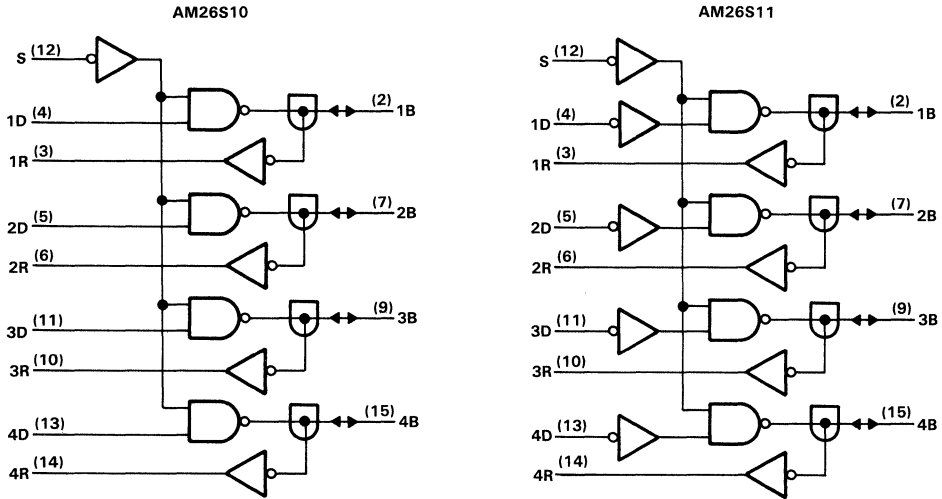 AM26S10
S (12)
1D (4)
(2) 1B
1R (3)
2D (5)
(7) 2B
2R (6)
3D (11)
(9) 3B
3R (10)
4D (13)
(15) 4B
4R (14)
AM26S11
S (12)
1D (4)
(2) 1B
1R (3)
2D (5)
(7) 2B
2R (6)
3D (11)
(9) 3B
3R (10)
4D (13)
(15) 4B
4R (14)